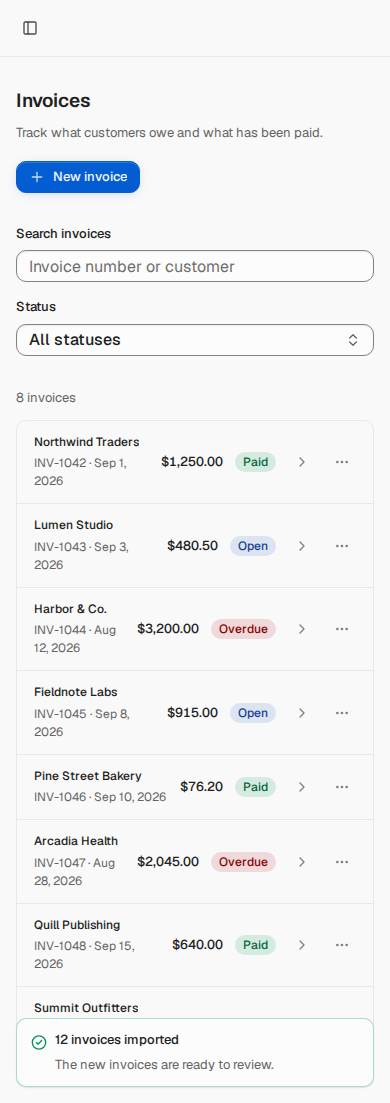 Invoices
Track what customers owe and what has been paid.
New invoice
Search invoices
Invoice number or customer
Status
All statuses
8 invoices
Northwind Traders
INV-1042 · Sep 1,
2026
$1,250.00
Paid
Lumen Studio
INV-1043 · Sep 3,
2026
$480.50
Open
Harbor & Co.
INV-1044 · Aug
12, 2026
$3,200.00
Overdue
Fieldnote Labs
INV-1045 · Sep 8,
2026
$915.00
Open
Pine Street Bakery
INV-1046 · Sep 10, 2026
$76.20
Paid
Arcadia Health
INV-1047 · Aug
28, 2026
$2,045.00
Overdue
Quill Publishing
INV-1048 · Sep 15,
2026
$640.00
Paid
Summit Outfitters
12 invoices imported
The new invoices are ready to review.